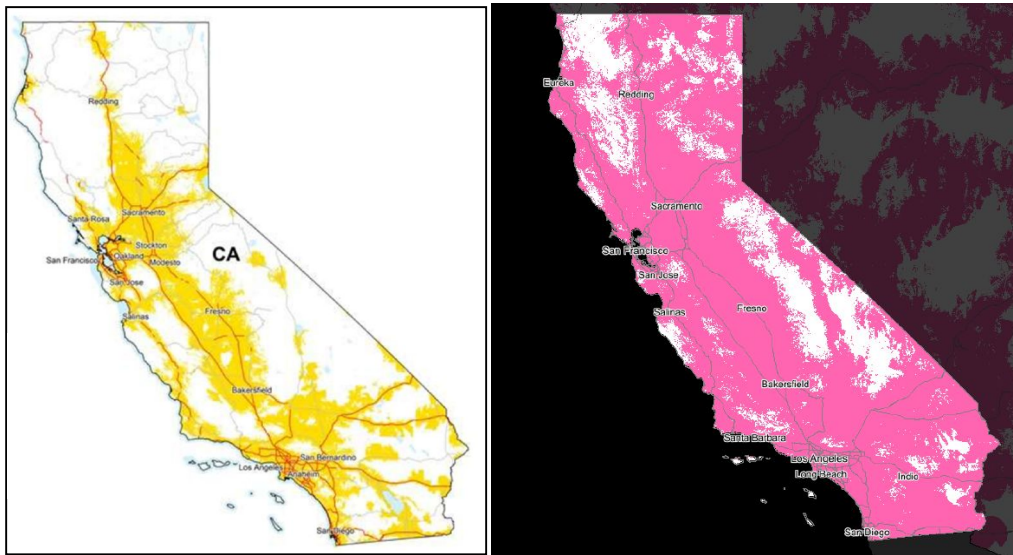 Redding
Santa Rosa
Sacramento
Stockton
CA
San Francisco
Oakland
Modesto
San Jose
Salinas
Fresno
Bakersfield
San Bernardino
Los Angeles
Anaheim
San Diego
Eureka
Redding
Sacramento
San Francisco
San Jose
Salinas
Fresno
Bakersfield
Santa Barbara
Los Angeles
Long Beach
Indio
San Diego